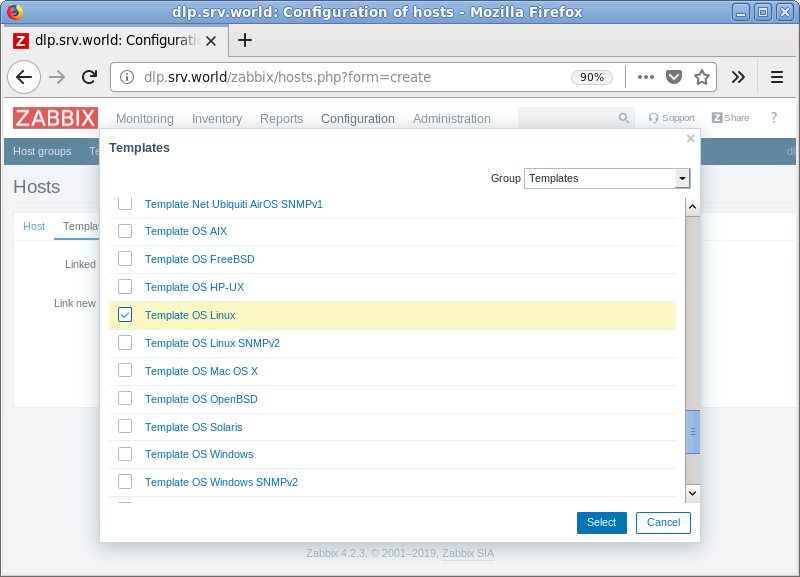 dlp.srv.world: Configuration of hosts - Mozilla Firefox
Z dlp.srv.world: Configurati
dlp.srv.world/zabbix/hosts.php?form=create 90%
ZABBIX Monitoring Inventory Reports Configuration Administration Support Z Share ?
Host groups Te dl
Hosts
Host Templa
Linked
Link new
Templates
Group Templates
Template Net Ubiquiti AirOS SNMPv1
Template OS AIX
Template OS FreeBSD
Template OS HP-UX
Template OS Linux
Template OS Linux SNMPv2
Template OS Mac OS X
Template OS OpenBSD
Template OS Solaris
Template OS Windows
Template OS Windows SNMPv2
Select Cancel
Zabbix 4.2.3. © 2001–2019, Zabbix SIA